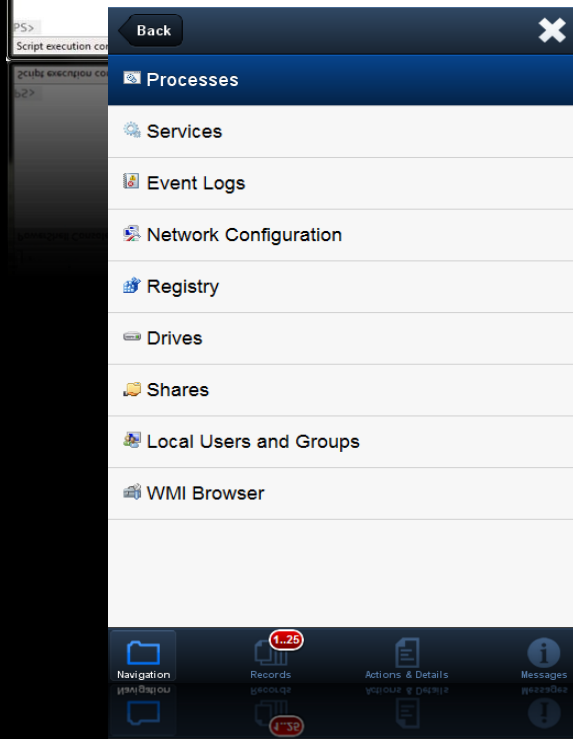 PS>
Script execution con
Back
Processes
Services
Event Logs
Network Configuration
Registry
Drives
Shares
Local Users and Groups
WMI Browser
1..25
Navigation
Records
Actions & Details
Messages